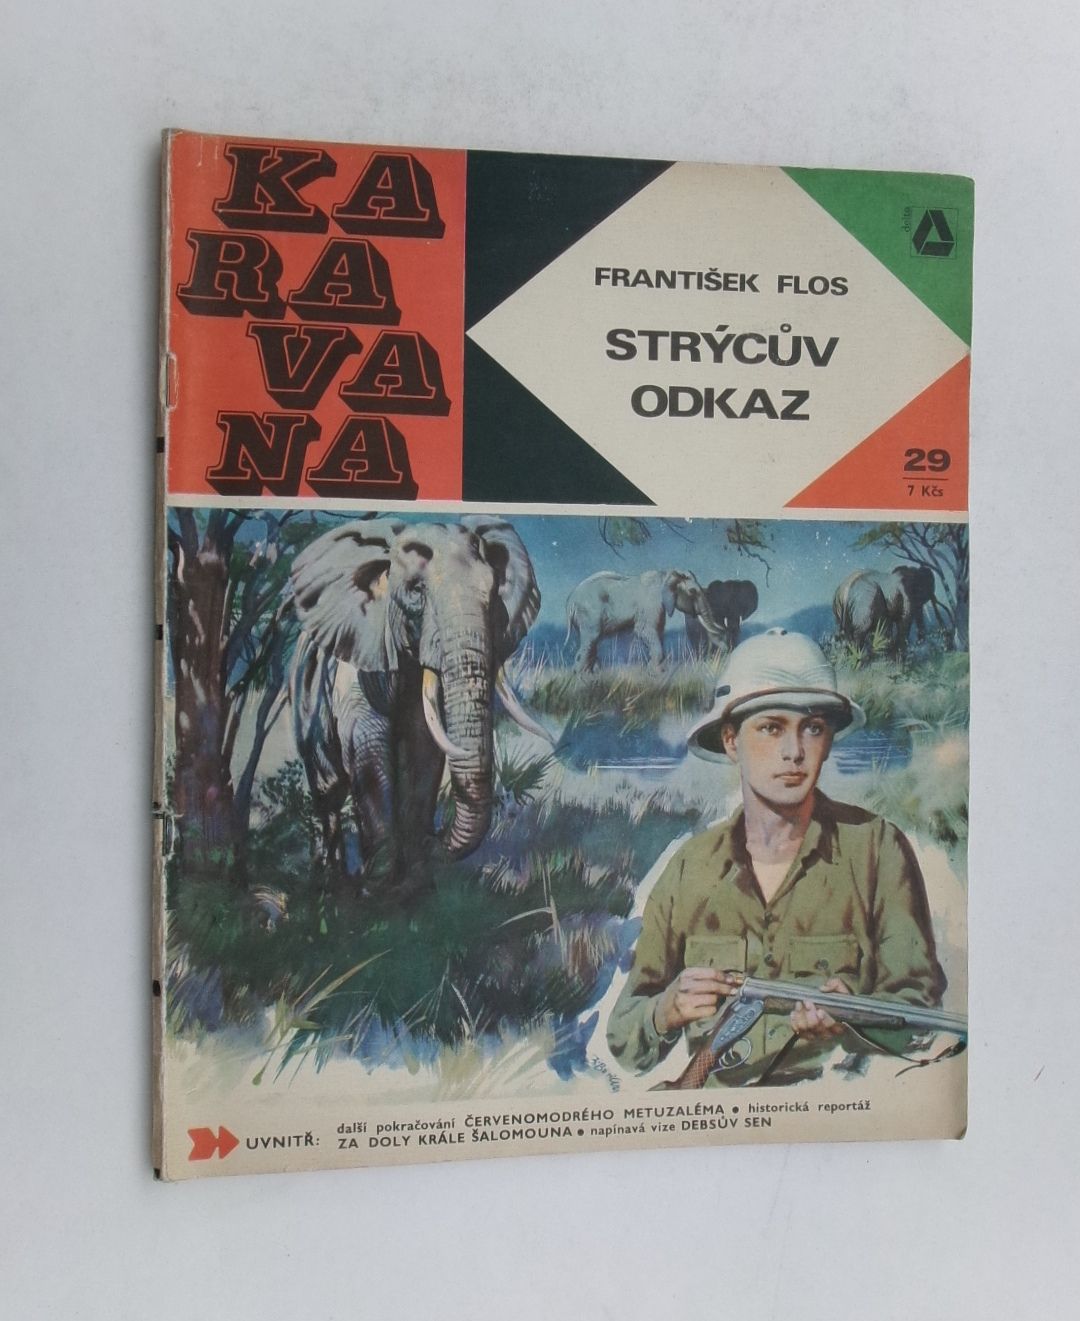 KA
RA
VA
NA
delta
FRANTIŠEK FLOS
STRÝCŮV
ODKAZ
29
7 Kčs
UVNITŘ: další pokračování ČERVENOMODRÉHO METUZALÉMA • historická reportáž
ZA DOLY KRÁLE ŠALOMOUNA • napínavá vize DEBSŮV SEN